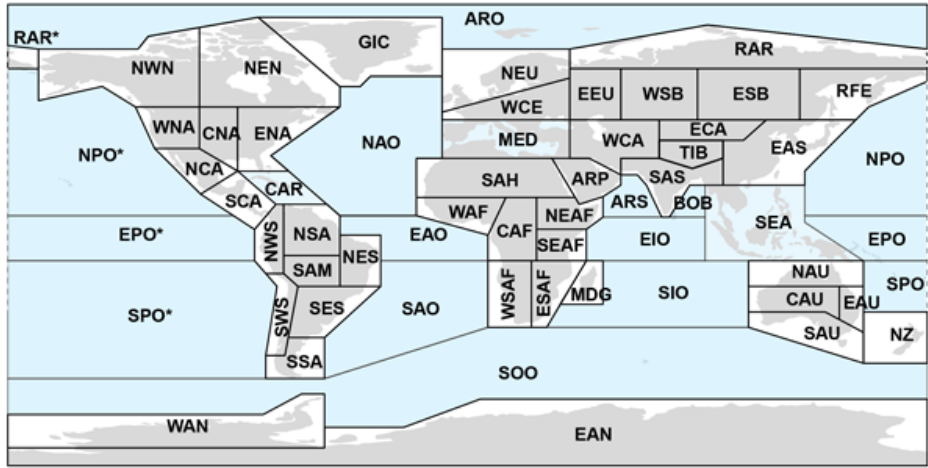 ARO
RAR*
GIC
RAR
NWN
NEN
NEU
EEU
WSB
ESB
RFE
WCE
WNA
CNA
ENA
NAO
MED
WCA
ECA
TIB
EAS
NPO*
NPO
NCA
CAR
SAH
ARP
SAS
SCA
WAF
NEAF
ARS
BOB
CAF
SEA
EPO*
NWS
NSA
EAO
SEAF
EIO
EPO
NES
SAM
NAU
SPO
SPO*
SWS
SES
SAO
WSAF
ESAF
MDG
SIO
CAU
EAU
SAU
NZ
SSA
SOO
WAN
EAN